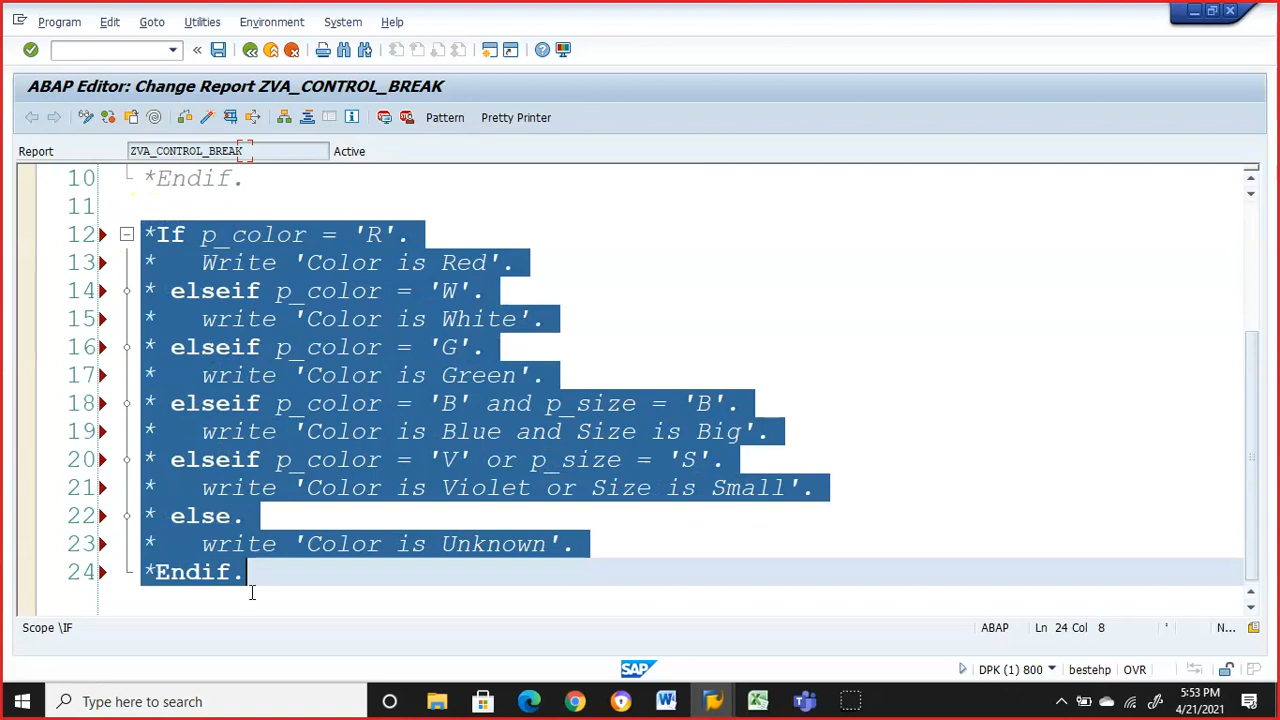 Program Edit Goto Utilities Environment System Help
«
ABAP Editor: Change Report ZVA_CONTROL_BREAK
Pattern Pretty Printer
Report ZVA_CONTROL_BREAK Active
10 *Endif.
11
12 *If p_color = 'R'.
13 *   Write 'Color is Red'.
14 * elseif p_color = 'W'.
15 *   write 'Color is White'.
16 * elseif p_color = 'G'.
17 *   write 'Color is Green'.
18 * elseif p_color = 'B' and p_size = 'B'.
19 *   write 'Color is Blue and Size is Big'.
20 * elseif p_color = 'V' or p_size = 'S'.
21 *   write 'Color is Violet or Size is Small'.
22 * else.
23 *   write 'Color is Unknown'.
24 *Endif.
Scope \IF ABAP Ln 24 Col 8 N...
SAP DPK (1) 800 bestehp OVR
Type here to search 5:53 PM
4/21/2021